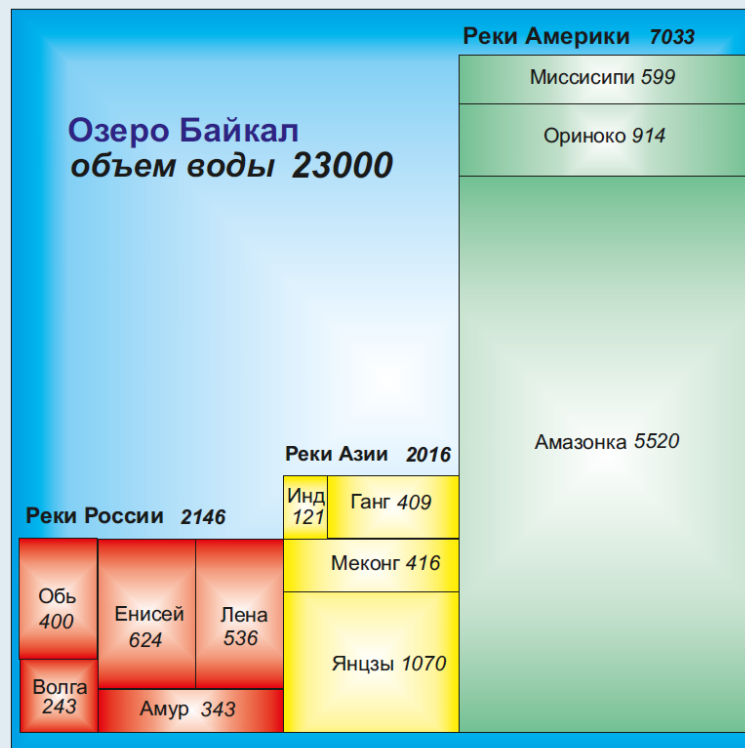 Реки Америки 7033
Миссисипи 599
Ориноко 914
Амазонка 5520
Озеро Байкал
объем воды 23000
Реки Азии 2016
Инд
121
Ганг 409
Меконг 416
Янцзы 1070
Реки России 2146
Обь
400
Енисей
624
Лена
536
Волга
243
Амур 343